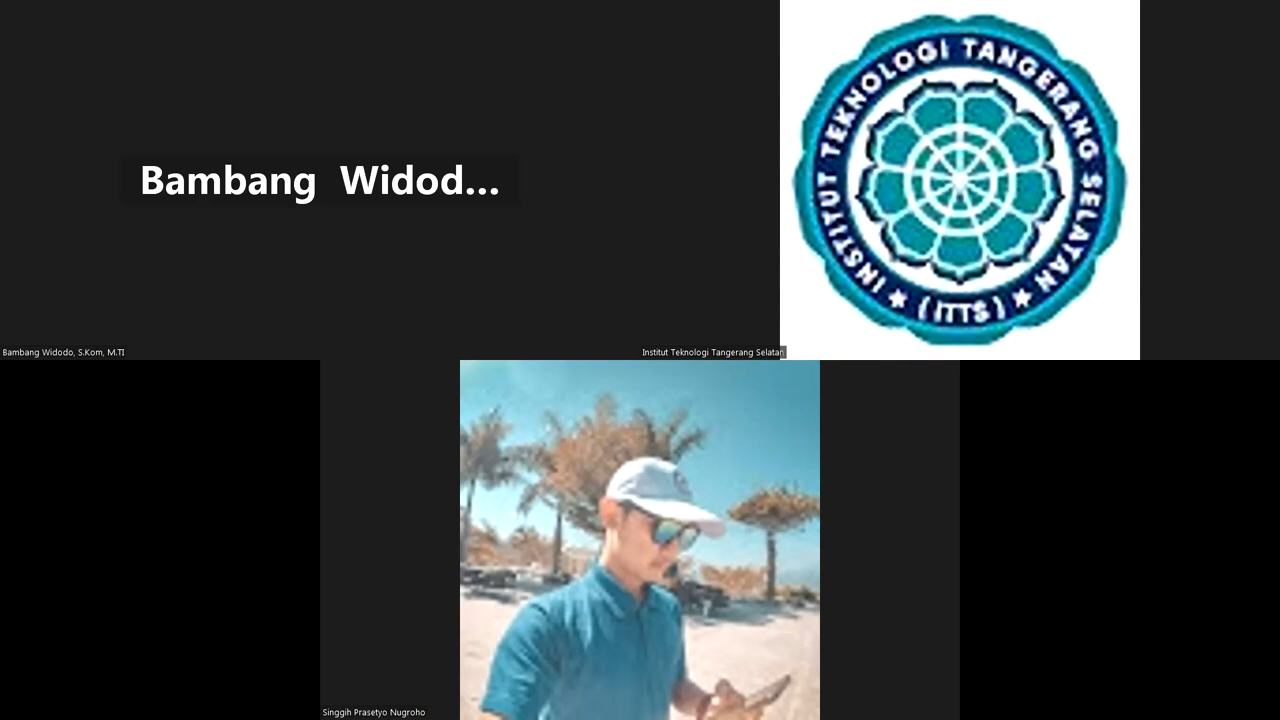 Bambang  Widod...
INSTITUT TEKNOLOGI TANGERANG SELATAN
(ITTS)
Bambang Widodo, S.Kom, M.TI
Institut Teknologi Tangerang Selatan
Singgih Prasetyo Nugroho